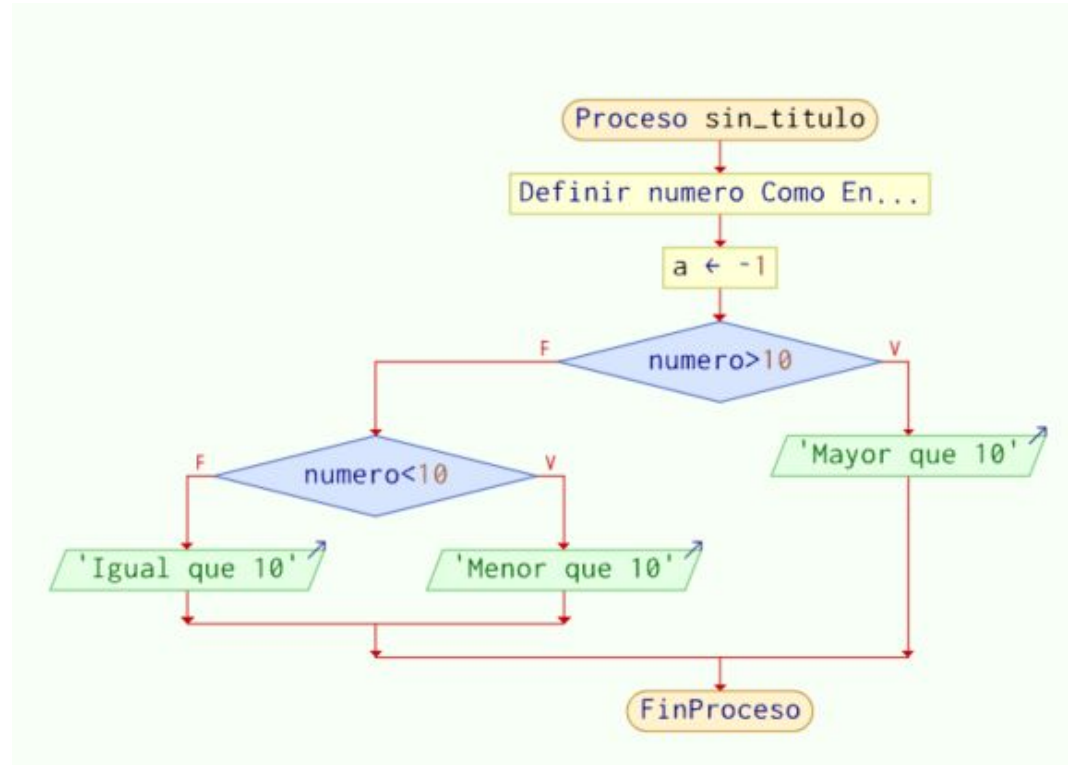 Proceso sin_titulo
Definir numero Como En...
a ← -1
F
numero>10
V
'Mayor que 10'
F
numero<10
V
'Igual que 10'
'Menor que 10'
FinProceso